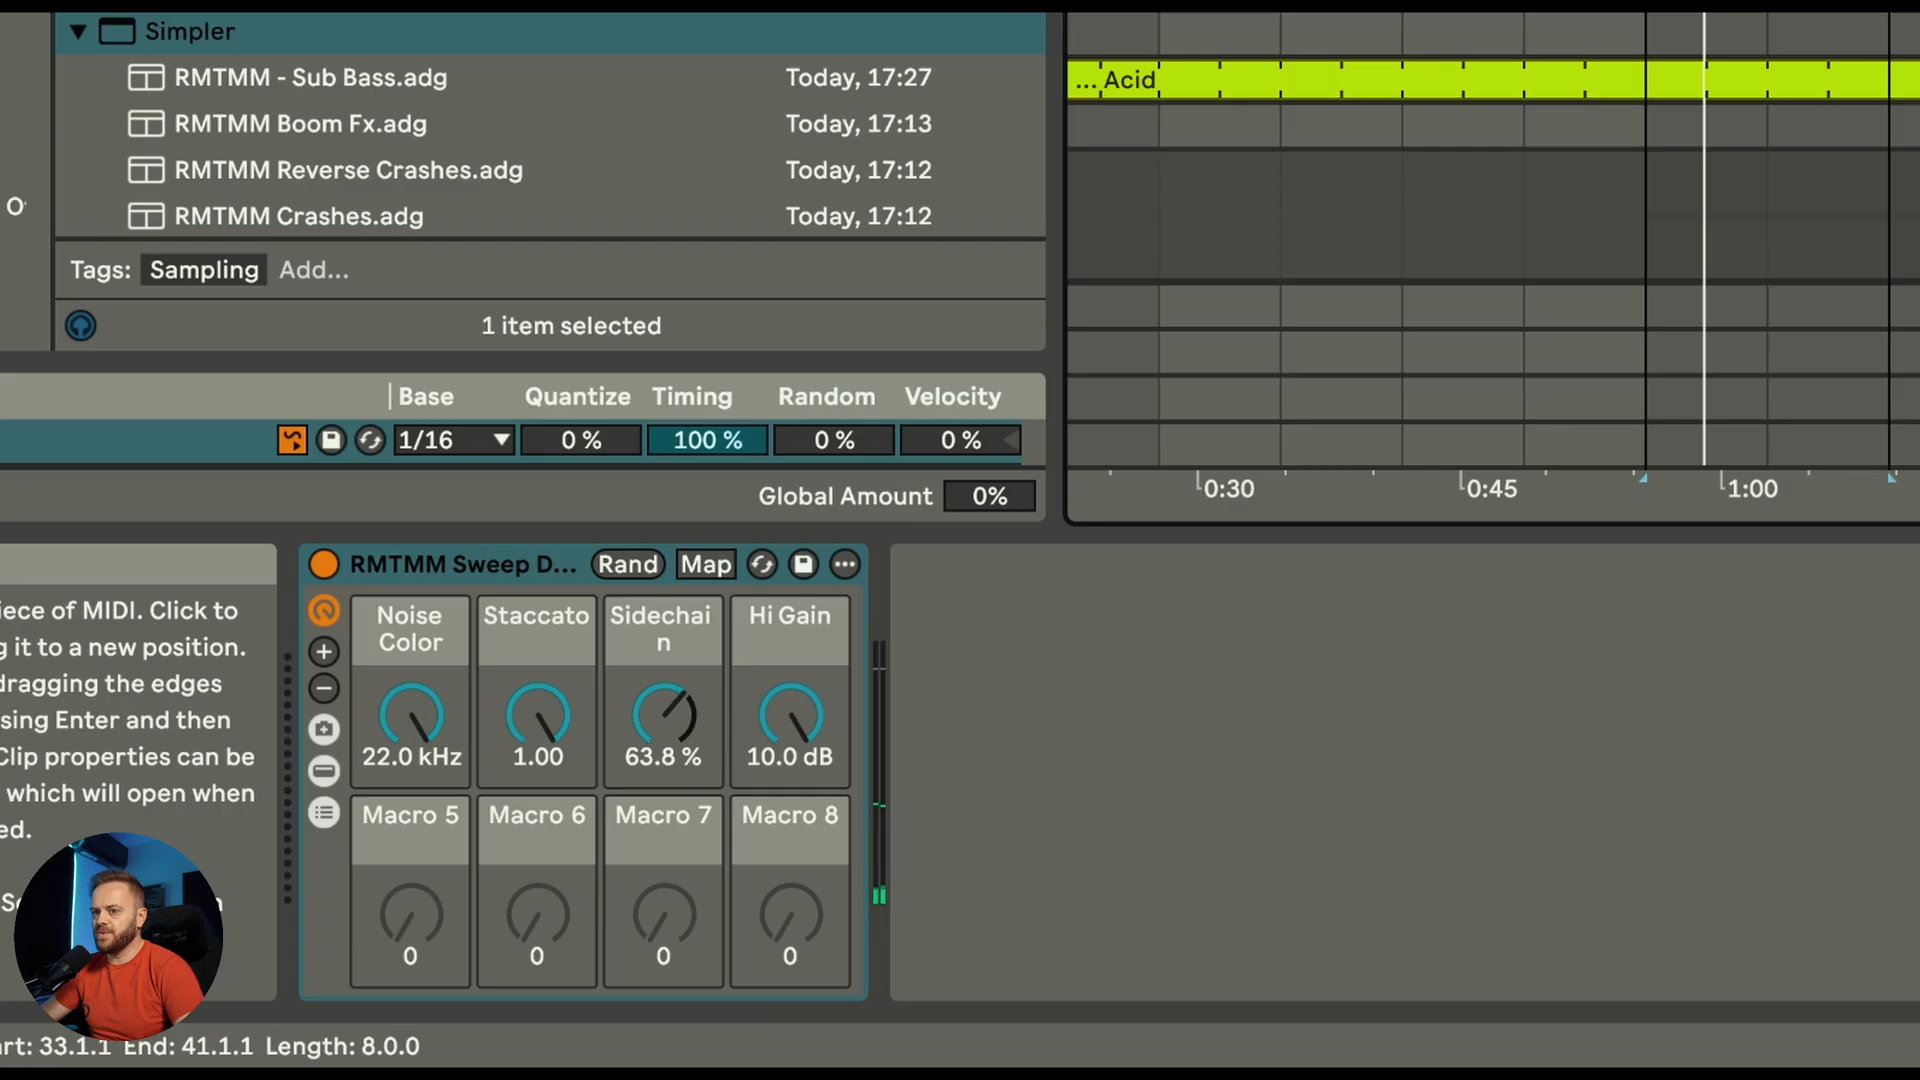 Simpler
RMTMM - Sub Bass.adg Today, 17:27
RMTMM Boom Fx.adg Today, 17:13
RMTMM Reverse Crashes.adg Today, 17:12
RMTMM Crashes.adg Today, 17:12
Tags: Sampling Add...
1 item selected
... Acid
Base Quantize Timing Random Velocity
1/16 0 % 100 % 0 % 0 %
Global Amount 0%
0:30 0:45 1:00
iece of MIDI. Click to
g it to a new position.
dragging the edges
sing Enter and then
Clip properties can be
which will open when
ed.
RMTMM Sweep D... Rand Map
Noise Color
Staccato
Sidechain
Hi Gain
22.0 kHz 1.00 63.8 % 10.0 dB
Macro 5 Macro 6 Macro 7 Macro 8
0 0 0 0
art: 33.1.1 End: 41.1.1 Length: 8.0.0